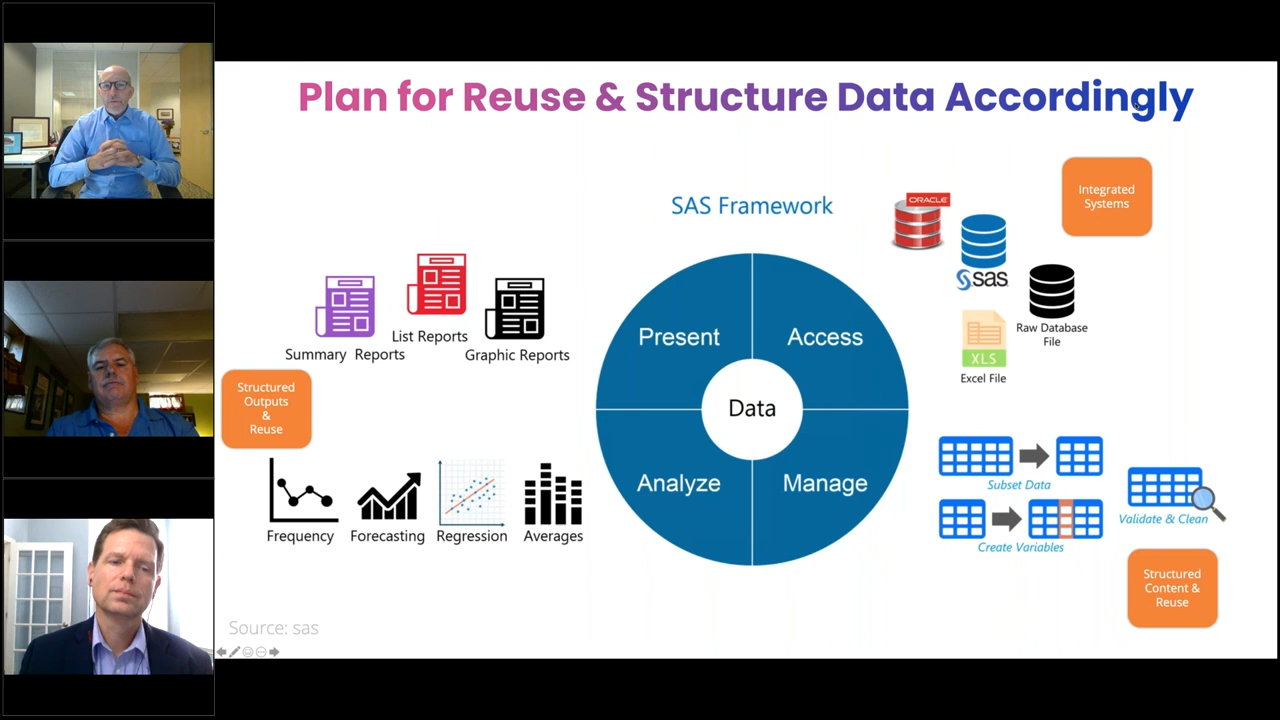 Plan for Reuse & Structure Data Accordingly
SAS Framework
ORACLE
Integrated
Systems
sas
Raw Database
File
XLS
Excel File
Summary Reports
List Reports
Graphic Reports
Structured
Outputs
&
Reuse
Present
Access
Data
Analyze
Manage
Frequency
Forecasting
Regression
Averages
Subset Data
Create Variables
Validate & Clean
Structured
Content &
Reuse
Source: sas